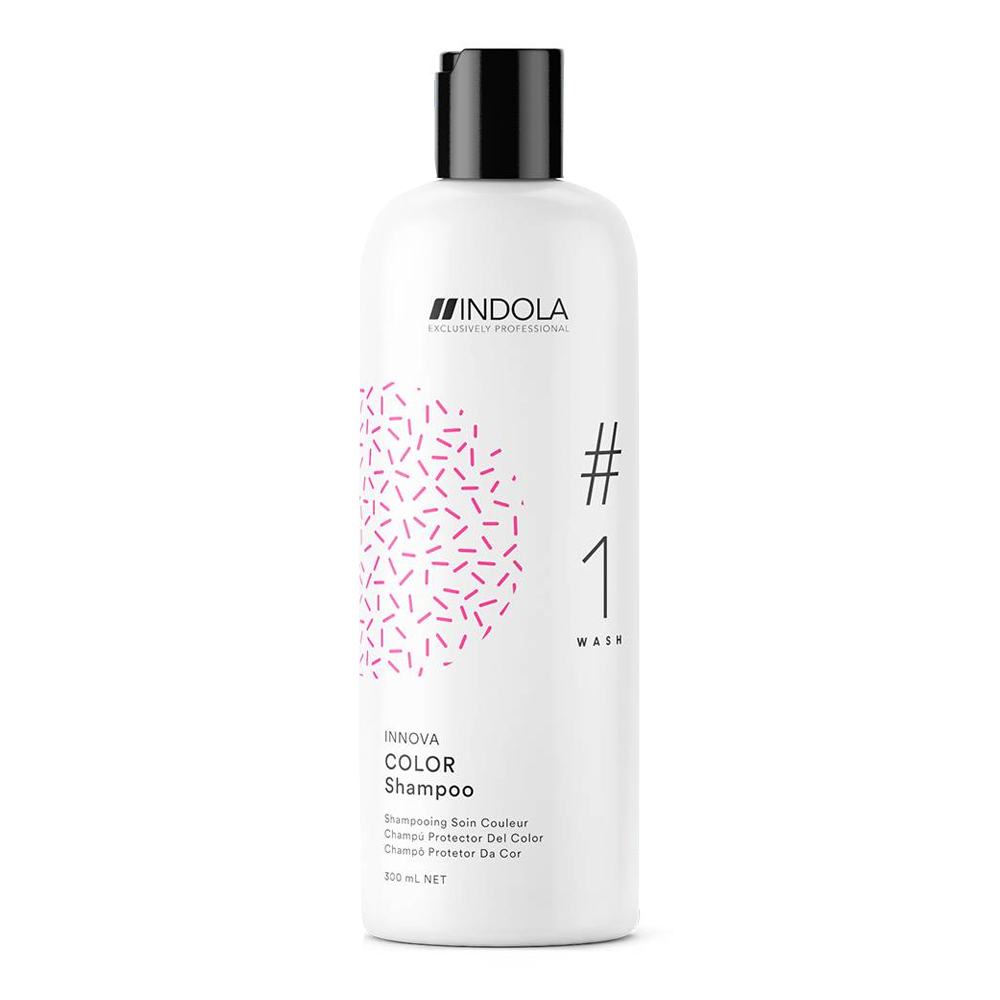 INDOLA
EXCLUSIVELY PROFESSIONAL
#
1
WASH
INNOVA
COLOR
Shampoo
Shampooing Soin Couleur
Champú Protector Del Color
Champô Protetor Da Cor
300 mL NET